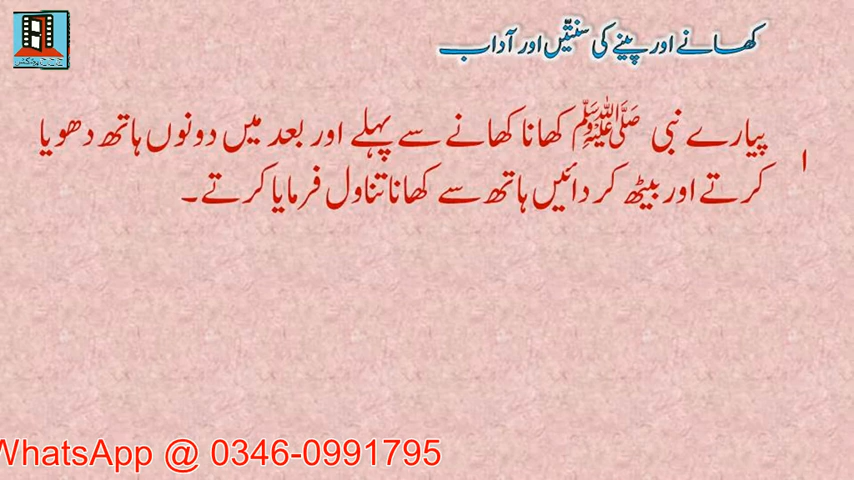 کھانے اور پینے کی سنتیں اور آداب
۱ پیارے نبی ﷺ کھانا کھانے سے پہلے اور بعد میں دونوں ہاتھ دھویا
کرتے اور بیٹھ کر دائیں ہاتھ سے کھانا تناول فرمایا کرتے۔
WhatsApp @ 0346-0991795